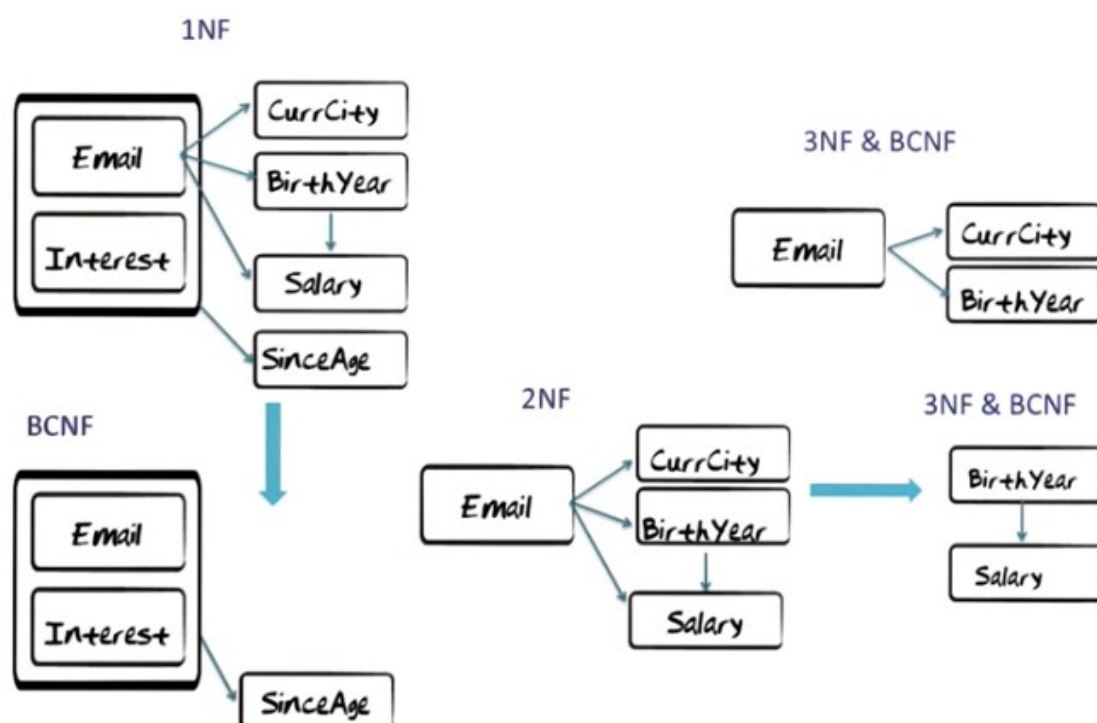 1NF
Email
Interest
CurrCity
BirthYear
Salary
SinceAge
3NF & BCNF
Email
CurrCity
BirthYear
BCNF
Email
Interest
SinceAge
2NF
Email
CurrCity
BirthYear
Salary
3NF & BCNF
BirthYear
Salary